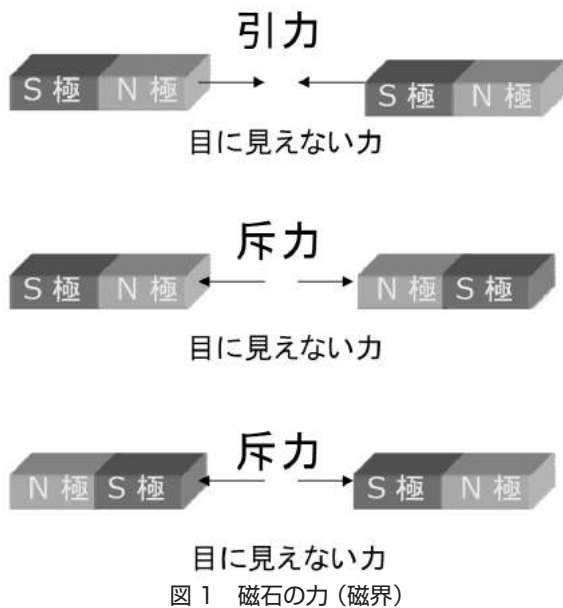 引力
S 極 N 極 S 極 N 極
目に見えない力
斥力
S 極 N 極 N 極 S 極
目に見えない力
斥力
N 極 S 極 S 極 N 極
目に見えない力
図 1 磁石の力（磁界）